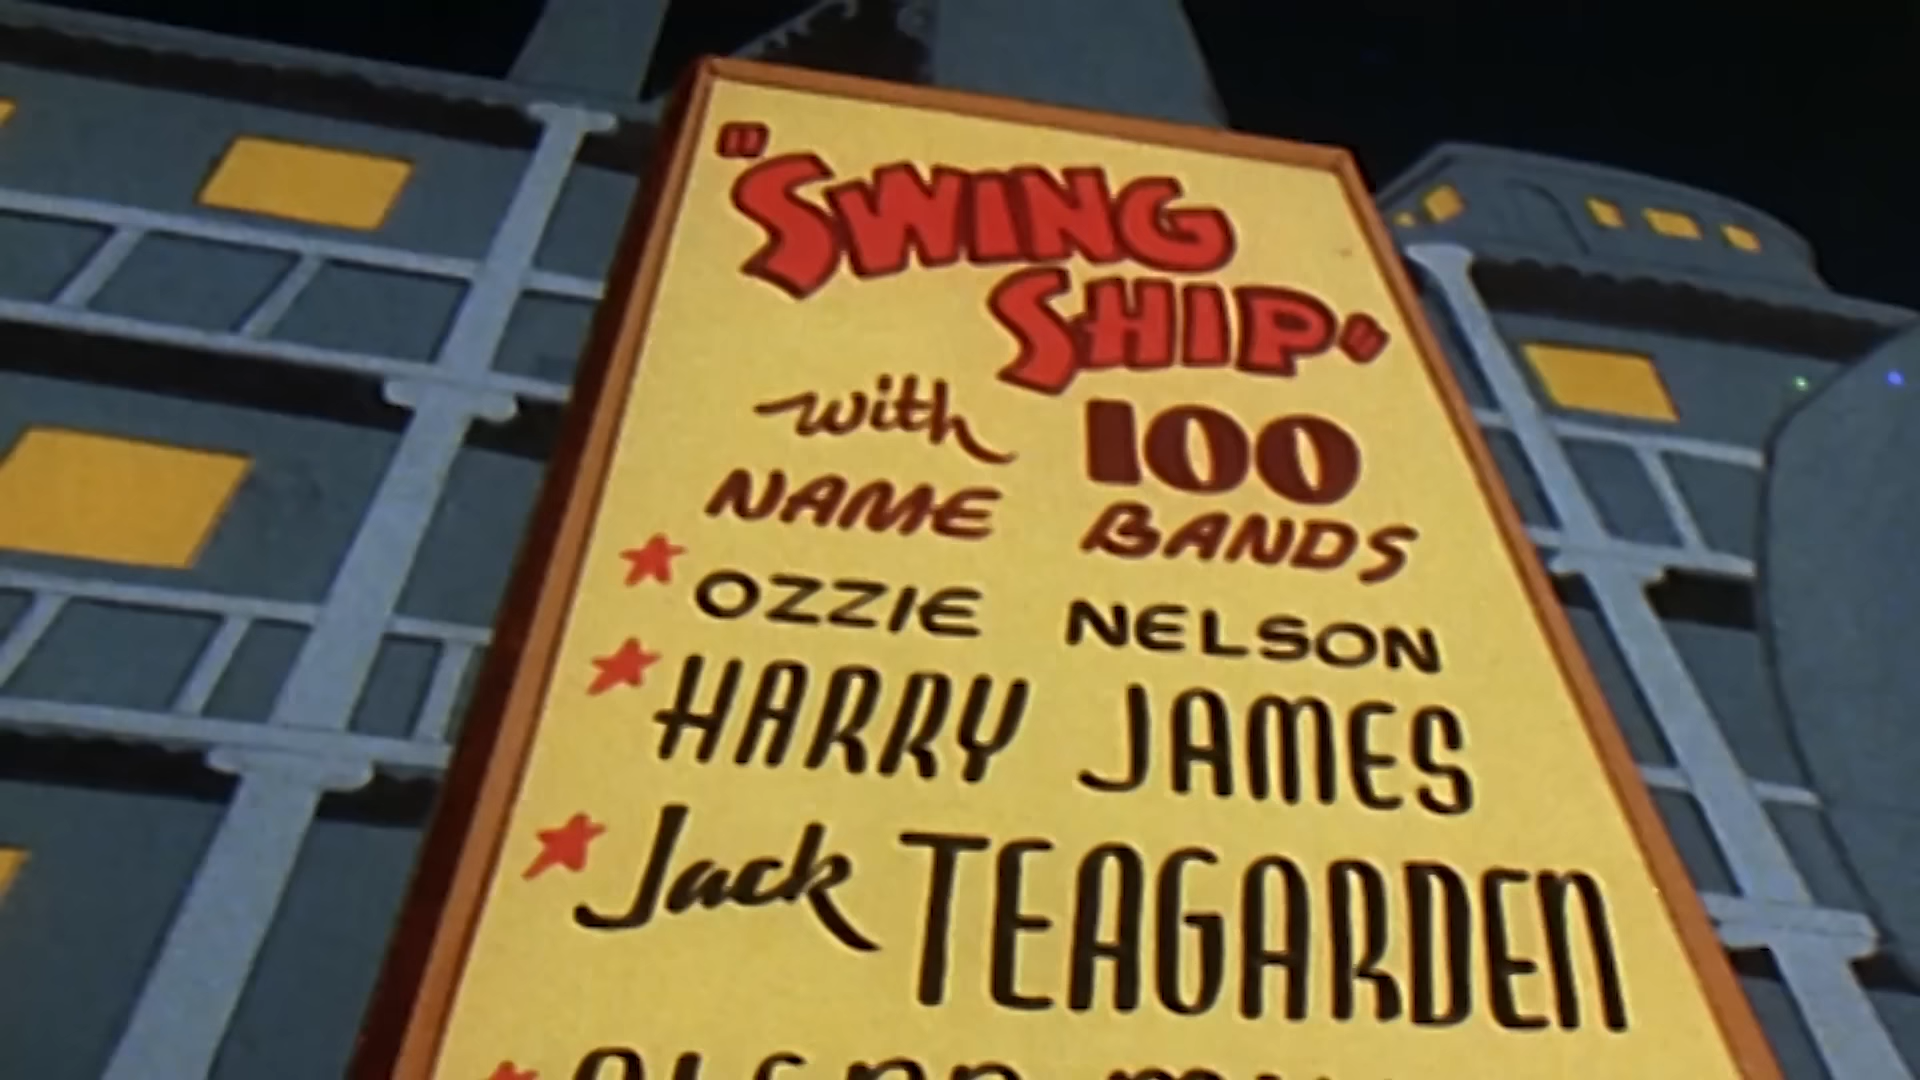 "SWING
SHIP"
with 100
NAME BANDS
OZZIE NELSON
HARRY JAMES
Jack TEAGARDEN